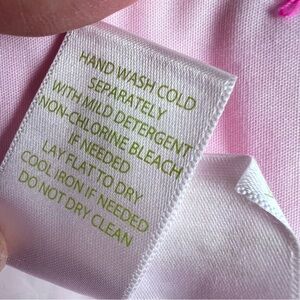 HAND WASH COLD
SEPARATELY
WITH MILD DETERGENT
NON-CHLORINE BLEACH
IF NEEDED
LAY FLAT TO DRY
COOL IRON IF NEEDED
DO NOT DRY CLEAN